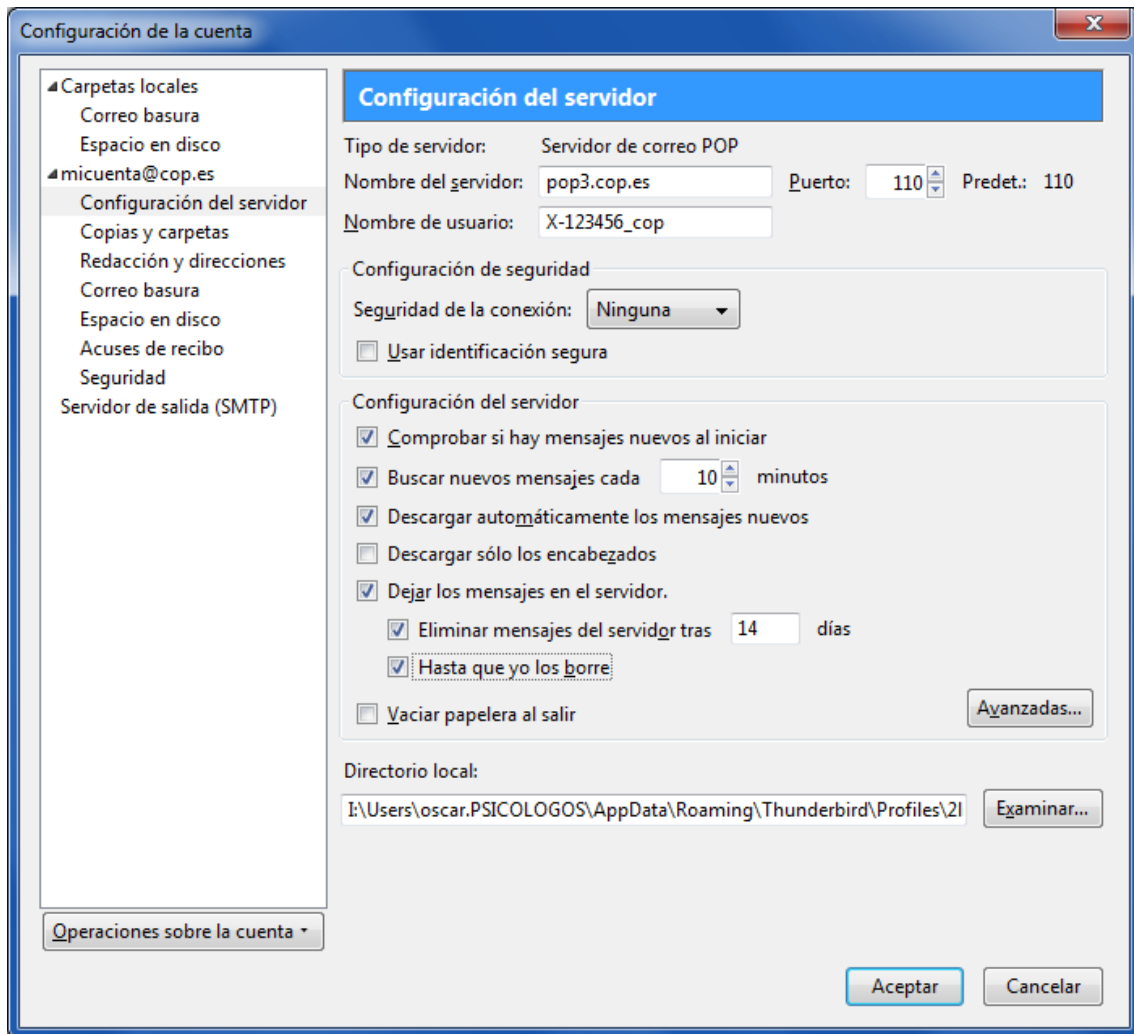 Configuración de la cuenta
Carpetas locales
Correo basura
Espacio en disco
micuenta@cop.es
Configuración del servidor
Copias y carpetas
Redacción y direcciones
Correo basura
Espacio en disco
Acuses de recibo
Seguridad
Servidor de salida (SMTP)
Operaciones sobre la cuenta
Configuración del servidor
Tipo de servidor: Servidor de correo POP
Nombre del servidor: pop3.cop.es Puerto: 110 Predet.: 110
Nombre de usuario: X-123456_cop
Configuración de seguridad
Seguridad de la conexión: Ninguna
Usar identificación segura
Configuración del servidor
Comprobar si hay mensajes nuevos al iniciar
Buscar nuevos mensajes cada 10 minutos
Descargar automáticamente los mensajes nuevos
Descargar sólo los encabezados
Dejar los mensajes en el servidor.
Eliminar mensajes del servidor tras 14 días
Hasta que yo los borre
Vaciar papelera al salir Avanzadas...
Directorio local:
I:\Users\oscar.PSICOLOGOS\AppData\Roaming\Thunderbird\Profiles\2l Examinar...
Aceptar Cancelar